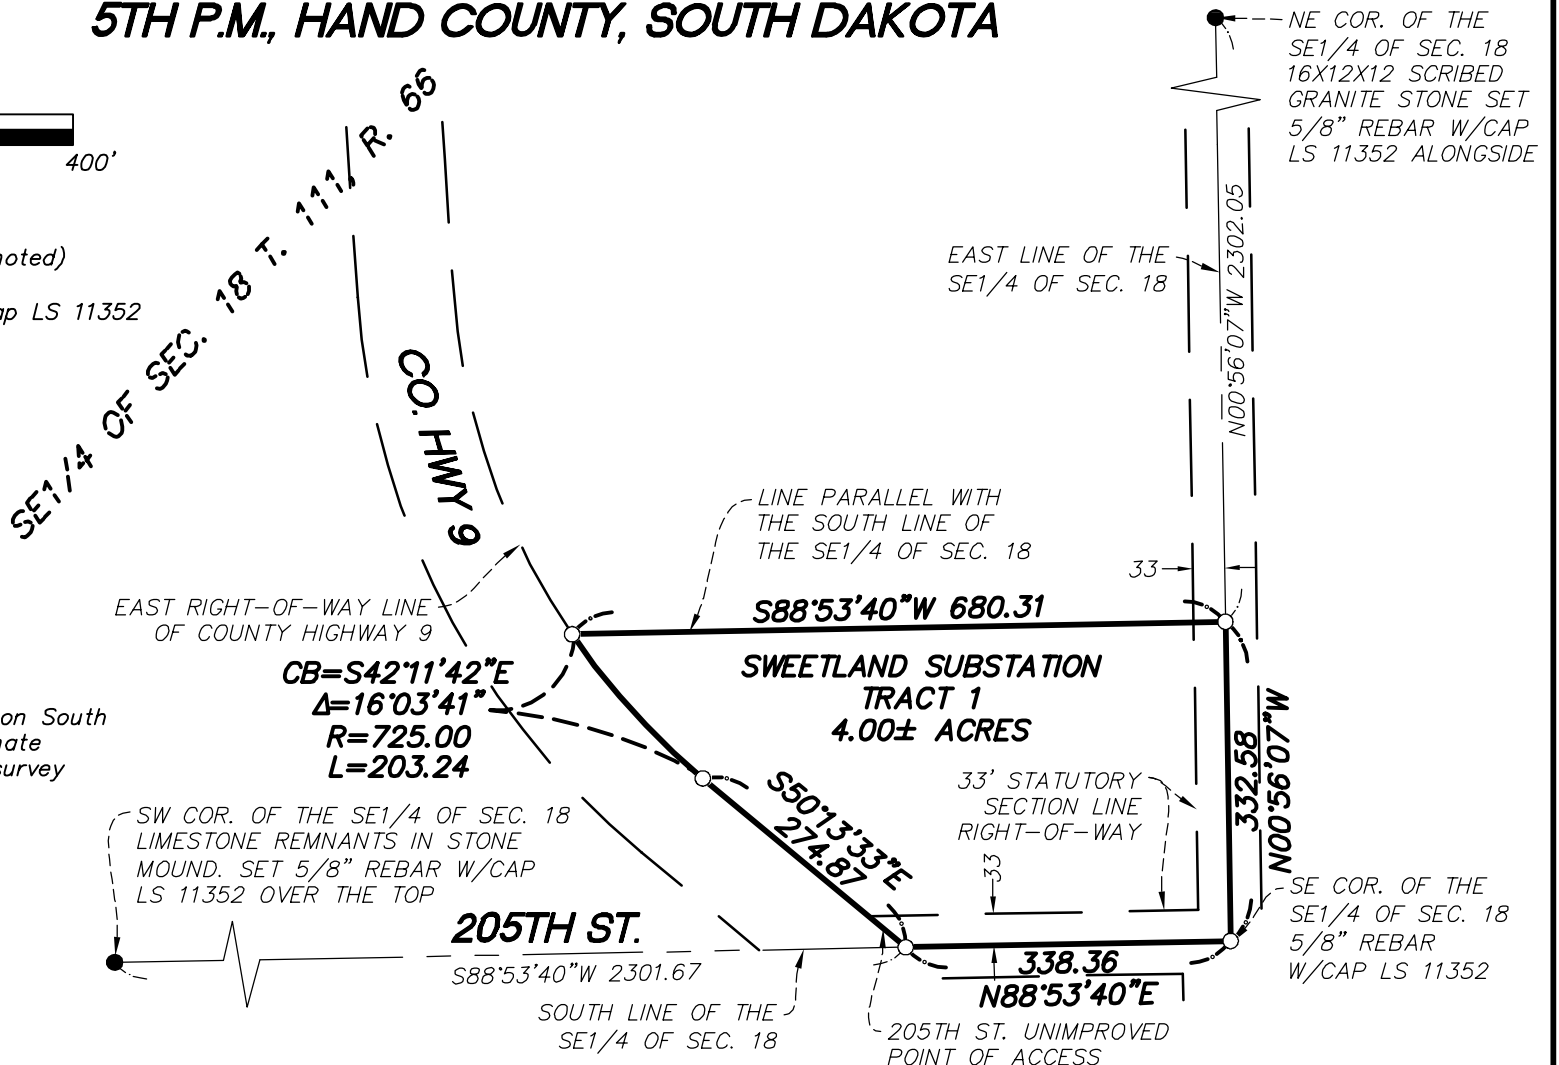 5TH P.M., HAND COUNTY, SOUTH DAKOTA
400'
noted)
ap LS 11352
SE1/4 OF SEC. 18 T. 111, R. 66
CO. HWY 9
NE COR. OF THE
SE1/4 OF SEC. 18
16X12X12 SCRIBED
GRANITE STONE SET
5/8" REBAR W/CAP
LS 11352 ALONGSIDE
EAST LINE OF THE
SE1/4 OF SEC. 18
N00°56'07"W 2302.05
LINE PARALLEL WITH
THE SOUTH LINE OF
THE SE1/4 OF SEC. 18
33
EAST RIGHT-OF-WAY LINE
OF COUNTY HIGHWAY 9
S88°53'40"W 680.31
CB=S42°11'42"E
Δ=16°03'41"
R=725.00
L=203.24
SWEETLAND SUBSTATION
TRACT 1
4.00± ACRES
on South
nate
survey
332.58
N00°56'07"W
S50°13'33"E
274.87
33' STATUTORY
SECTION LINE
RIGHT-OF-WAY
33
SW COR. OF THE SE1/4 OF SEC. 18
LIMESTONE REMNANTS IN STONE
MOUND. SET 5/8" REBAR W/CAP
LS 11352 OVER THE TOP
SE COR. OF THE
SE1/4 OF SEC. 18
5/8" REBAR
W/CAP LS 11352
205TH ST.
S88°53'40"W 2301.67
338.36
N88°53'40"E
SOUTH LINE OF THE
SE1/4 OF SEC. 18
205TH ST. UNIMPROVED
POINT OF ACCESS